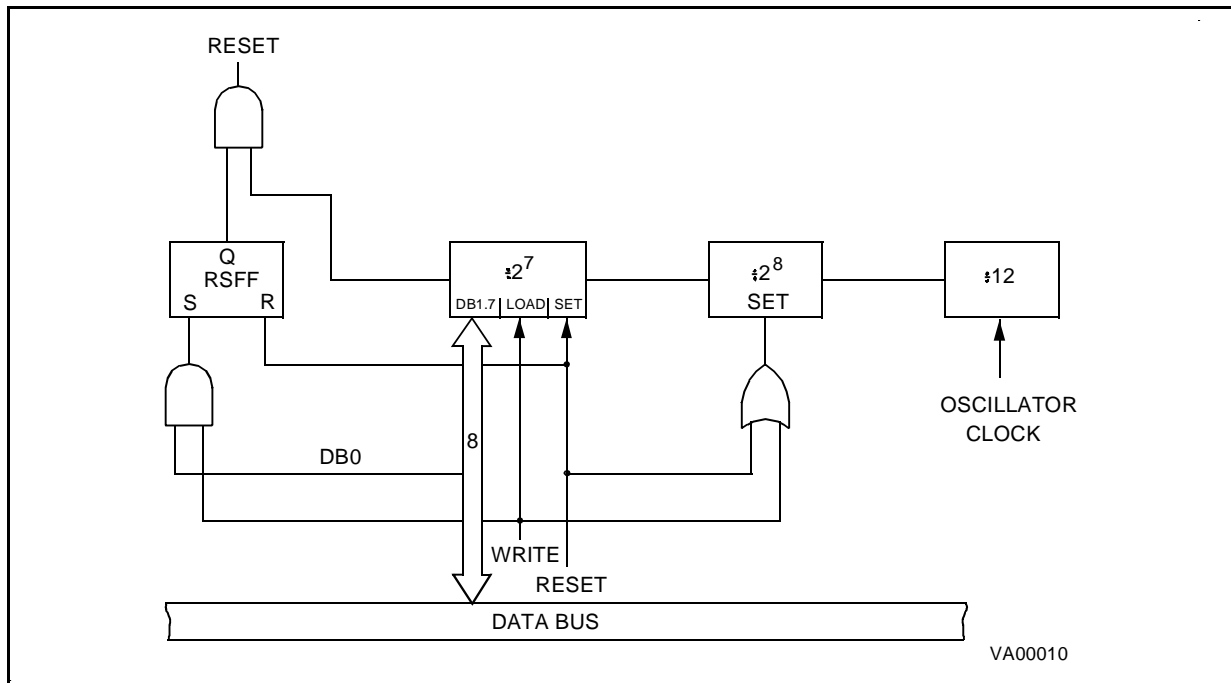 RESET
Q
RSFF
S R
÷2⁷
DB1.7 LOAD SET
÷2⁸
SET
÷12
OSCILLATOR
CLOCK
DB0
8
WRITE
RESET
DATA BUS
VA00010